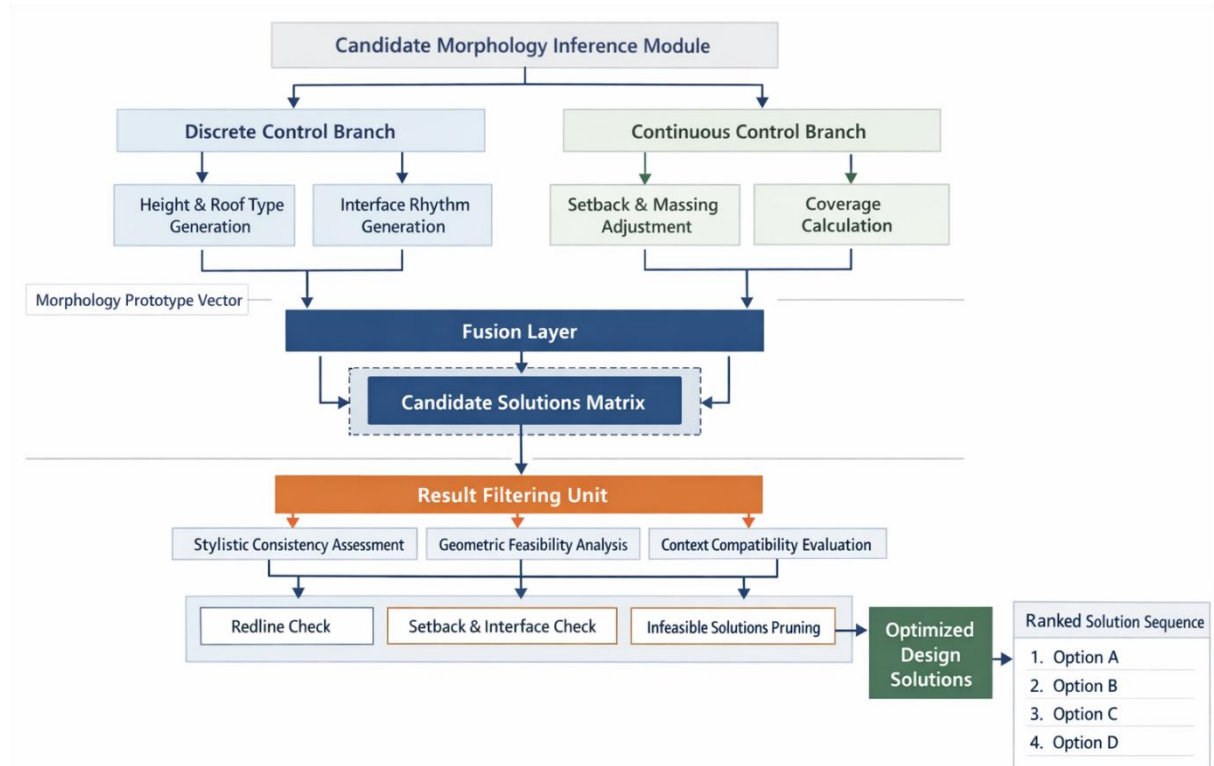 Candidate Morphology Inference Module
Discrete Control Branch
Continuous Control Branch
Height & Roof Type
Generation
Interface Rhythm
Generation
Setback & Massing
Adjustment
Coverage
Calculation
Morphology Prototype Vector
Fusion Layer
Candidate Solutions Matrix
Result Filtering Unit
Stylistic Consistency Assessment
Geometric Feasibility Analysis
Context Compatibility Evaluation
Redline Check
Setback & Interface Check
Infeasible Solutions Pruning
Optimized
Design
Solutions
Ranked Solution Sequence
1. Option A
2. Option B
3. Option C
4. Option D